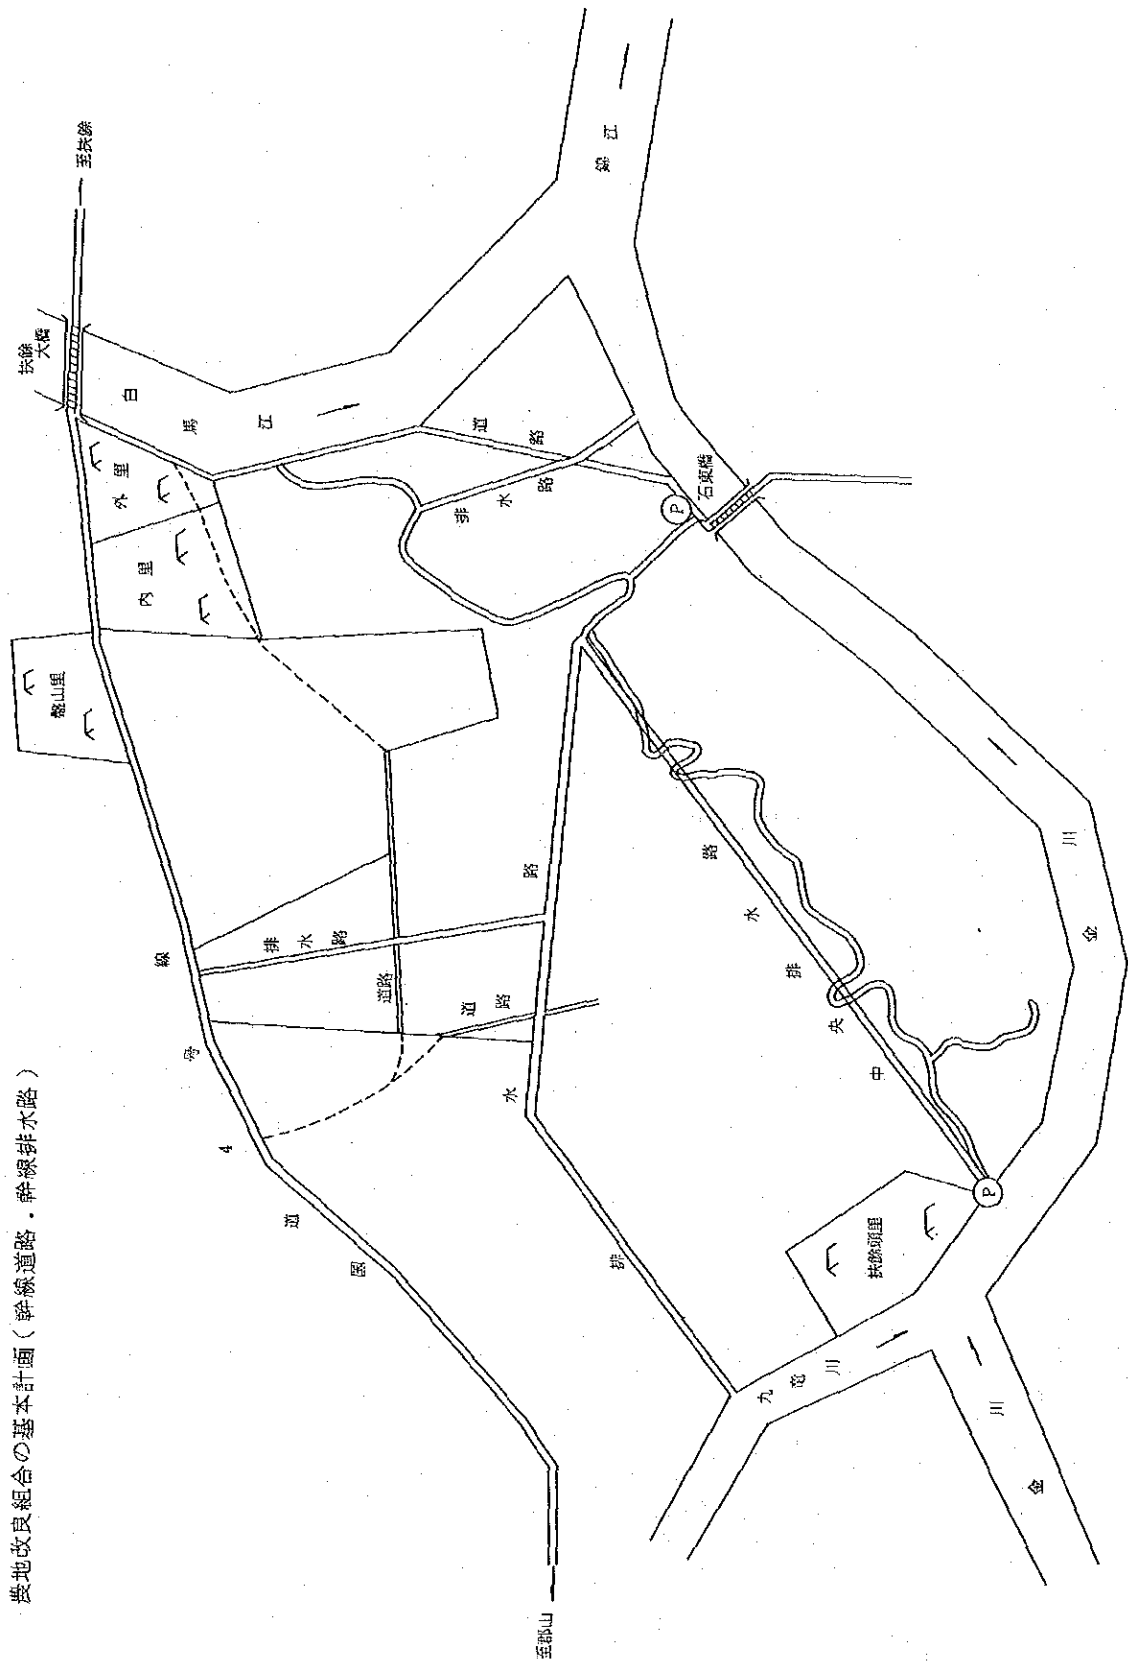 農地改良組合の基本計画（幹線道路・幹線排水路）
至扶餘
扶餘
大橋
白馬江
錦江
外里
内里
盤山里
道路
排水路
石東橋
P
国道4号線
排水路
道路
道路
排水路
中央排水路
扶餘頭里
P
九竜川
金川
金川
至郡山